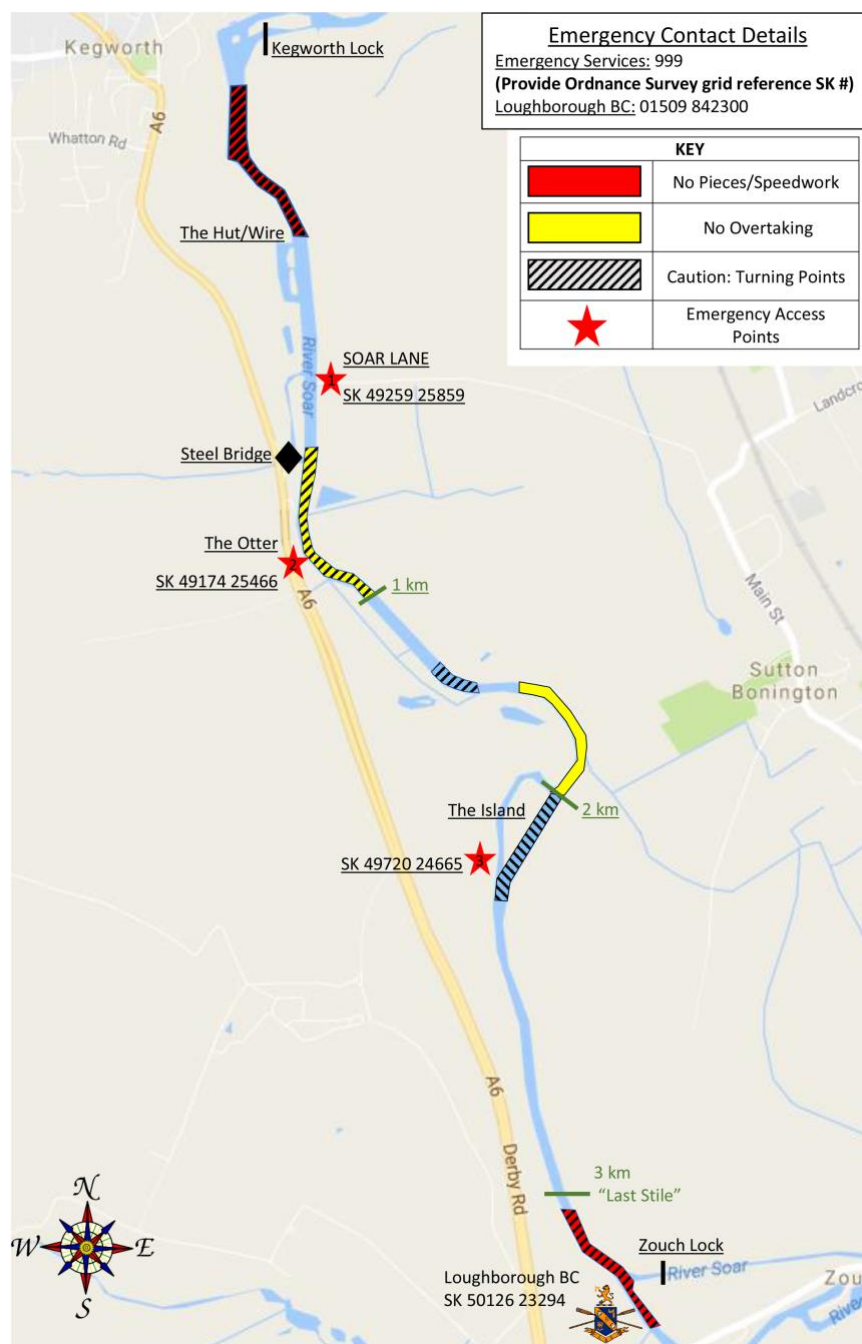 Kegworth
Kegworth Lock
Emergency Contact Details
Emergency Services: 999
(Provide Ordnance Survey grid reference SK #)
Loughborough BC: 01509 842300
KEY
No Pieces/Speedwork
No Overtaking
Caution: Turning Points
Emergency Access
Points
A6
Whatton Rd
The Hut/Wire
River Soar
SOAR LANE
1
SK 49259 25859
Steel Bridge
The Otter
2
SK 49174 25466
A6
1 km
Main St
Sutton
Bonington
The Island
2 km
3
SK 49720 24665
A6
Derby Rd
3 km
"Last Stile"
N
W
E
S
Zouch Lock
River Soar
Loughborough BC
SK 50126 23294